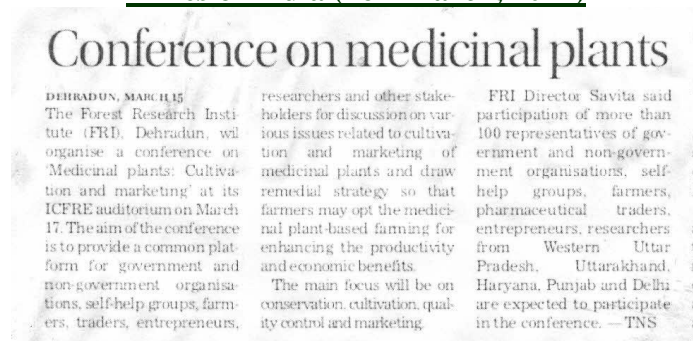 Conference on medicinal plants
DEHRADUN, MARCH 15
The Forest Research Insti-
tute (FRI), Dehradun, wil
organise a conference on
'Medicinal plants: Cultiva-
tion and marketing' at its
ICFRE auditorium on March
17. The aim of the conference
is to provide a common plat-
form for government and
non-government organisa-
tions, self-help groups, farm-
ers, traders, entrepreneurs,
researchers and other stake-
holders for discussion on var-
ious issues related to cultiva-
tion and marketing of
medicinal plants and draw
remedial strategy so that
farmers may opt the medici-
nal plant-based farming for
enhancing the productivity
and economic benefits.
The main focus will be on
conservation, cultivation, qual-
ity control and marketing.
FRI Director Savita said
participation of more than
100 representatives of gov-
ernment and non-govern-
ment organisations, self-
help groups, farmers,
pharmaceutical traders,
entrepreneurs, researchers
from Western Uttar
Pradesh, Uttarakhand,
Haryana, Punjab and Delhi
are expected to participate
in the conference. — TNS